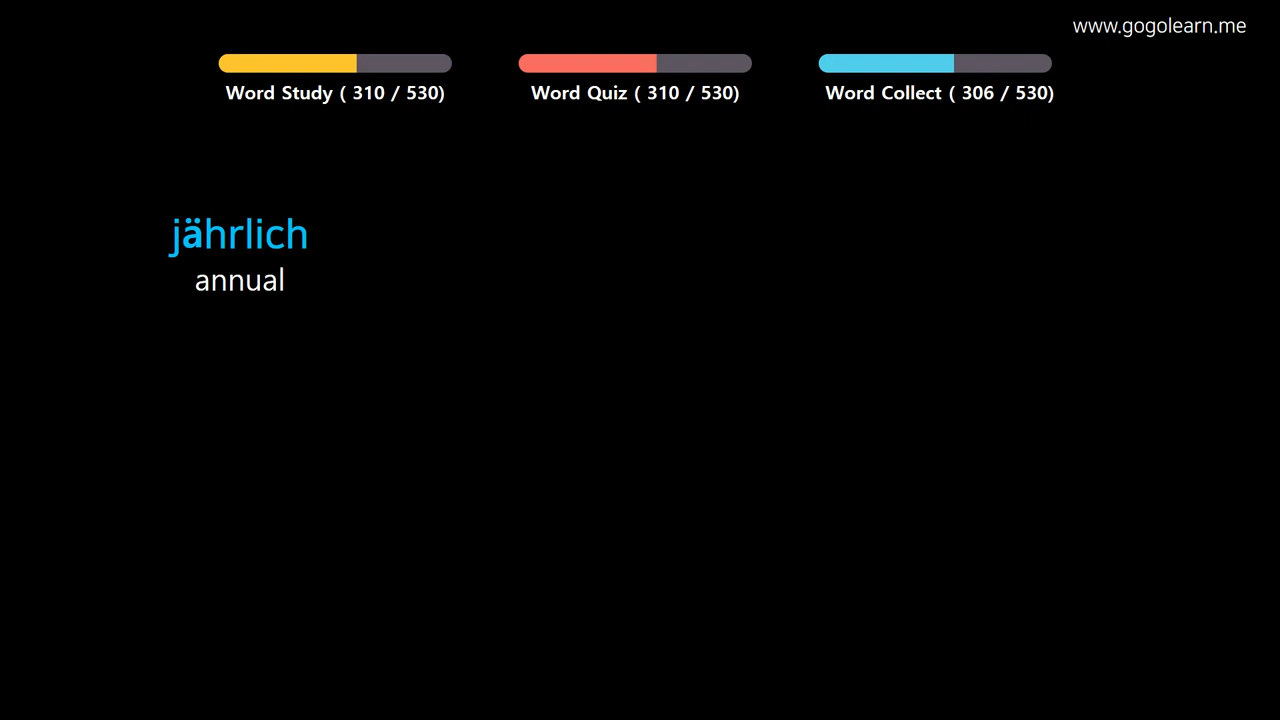 www.gogolearn.me
Word Study ( 310 / 530)
Word Quiz ( 310 / 530)
Word Collect ( 306 / 530)
jährlich
annual